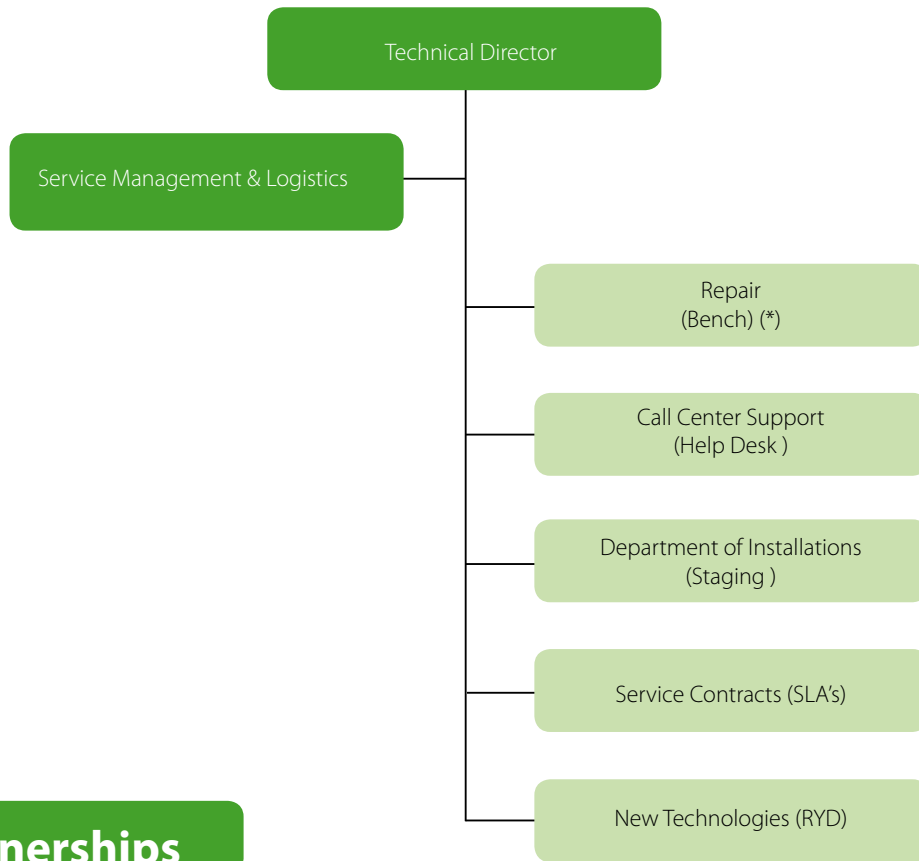 Technical Director
Service Management & Logistics
Repair
(Bench) (*)
Call Center Support
(Help Desk )
Department of Installations
(Staging )
Service Contracts (SLA’s)
New Technologies (RYD)